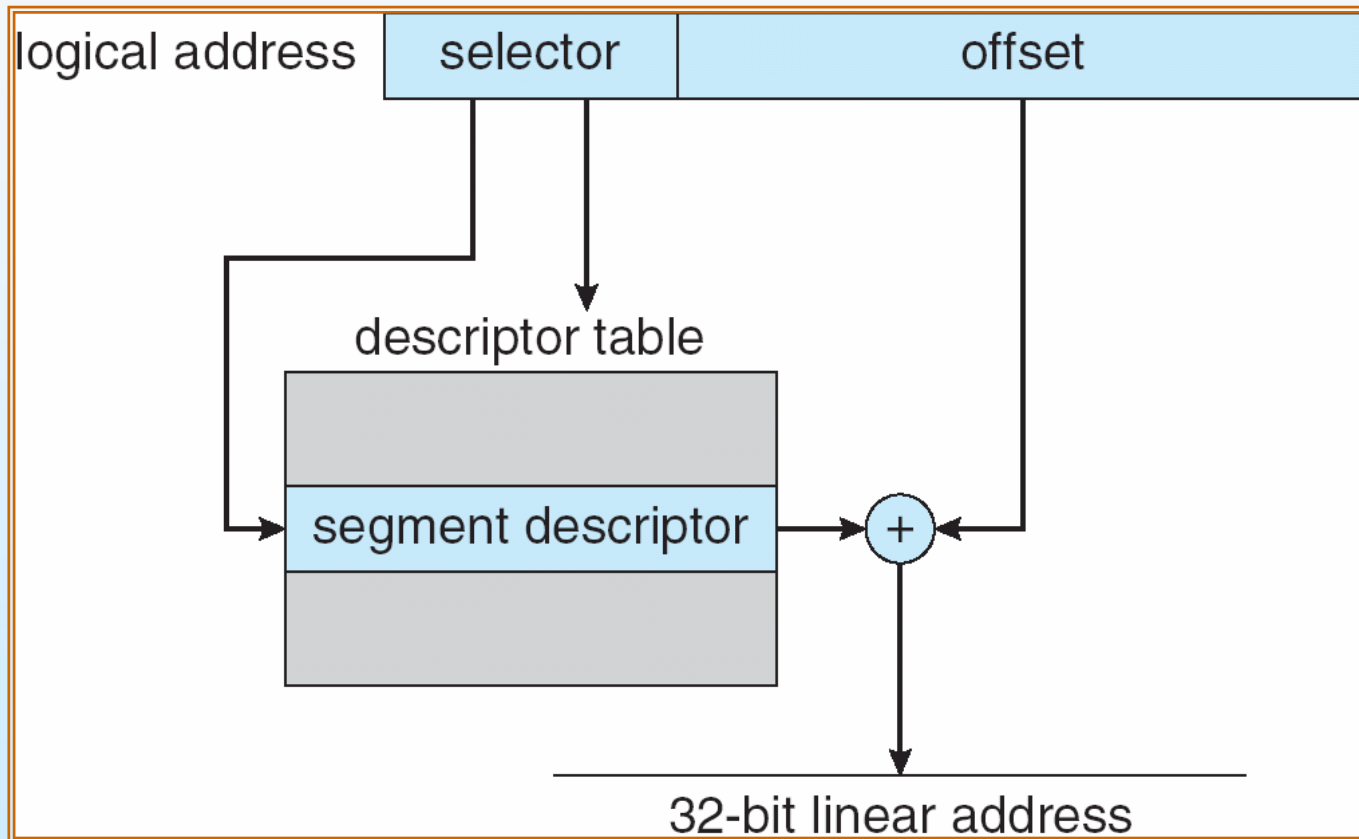 logical address selector offset
descriptor table
segment descriptor +
32-bit linear address